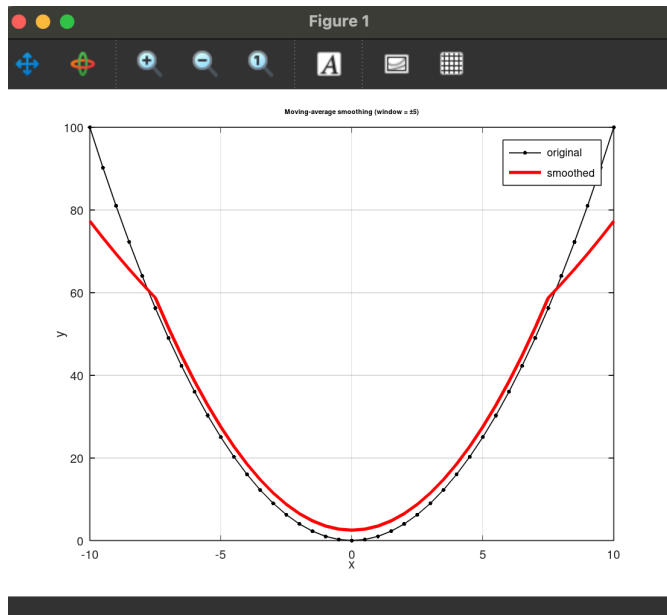 Figure 1
1
A
Moving-average smoothing (window = ±5)
original
smoothed
100
80
60
40
20
0
y
-10 -5 0 5 10
x